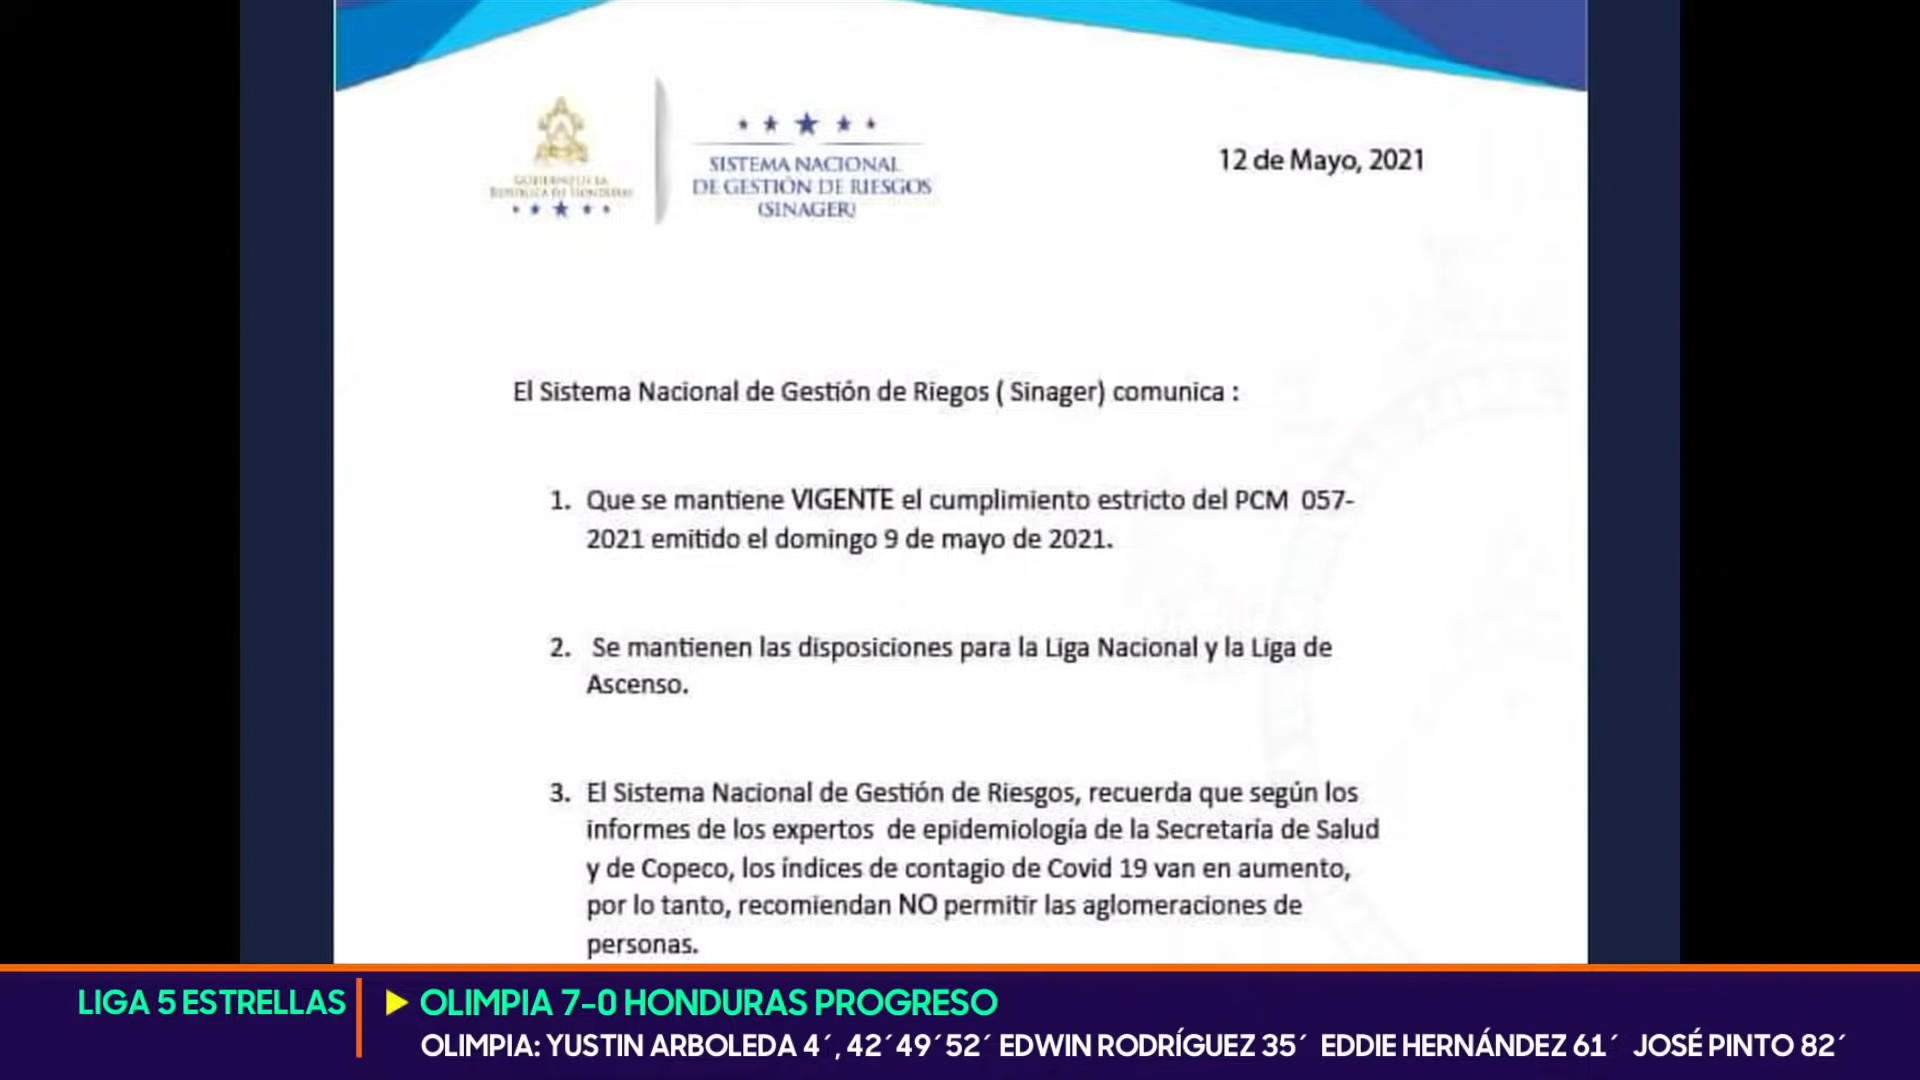 GOBIERNO DE LA
REPÚBLICA DE HONDURAS
SISTEMA NACIONAL
DE GESTIÓN DE RIESGOS
(SINAGER)
12 de Mayo, 2021
El Sistema Nacional de Gestión de Riegos ( Sinager) comunica :
1. Que se mantiene VIGENTE el cumplimiento estricto del PCM 057-
2021 emitido el domingo 9 de mayo de 2021.
2. Se mantienen las disposiciones para la Liga Nacional y la Liga de
Ascenso.
3. El Sistema Nacional de Gestión de Riesgos, recuerda que según los
informes de los expertos de epidemiología de la Secretaría de Salud
y de Copeco, los índices de contagio de Covid 19 van en aumento,
por lo tanto, recomiendan NO permitir las aglomeraciones de
personas.
LIGA 5 ESTRELLAS
OLIMPIA 7-0 HONDURAS PROGRESO
OLIMPIA: YUSTIN ARBOLEDA 4´, 42´49´52´ EDWIN RODRÍGUEZ 35´ EDDIE HERNÁNDEZ 61´ JOSÉ PINTO 82´